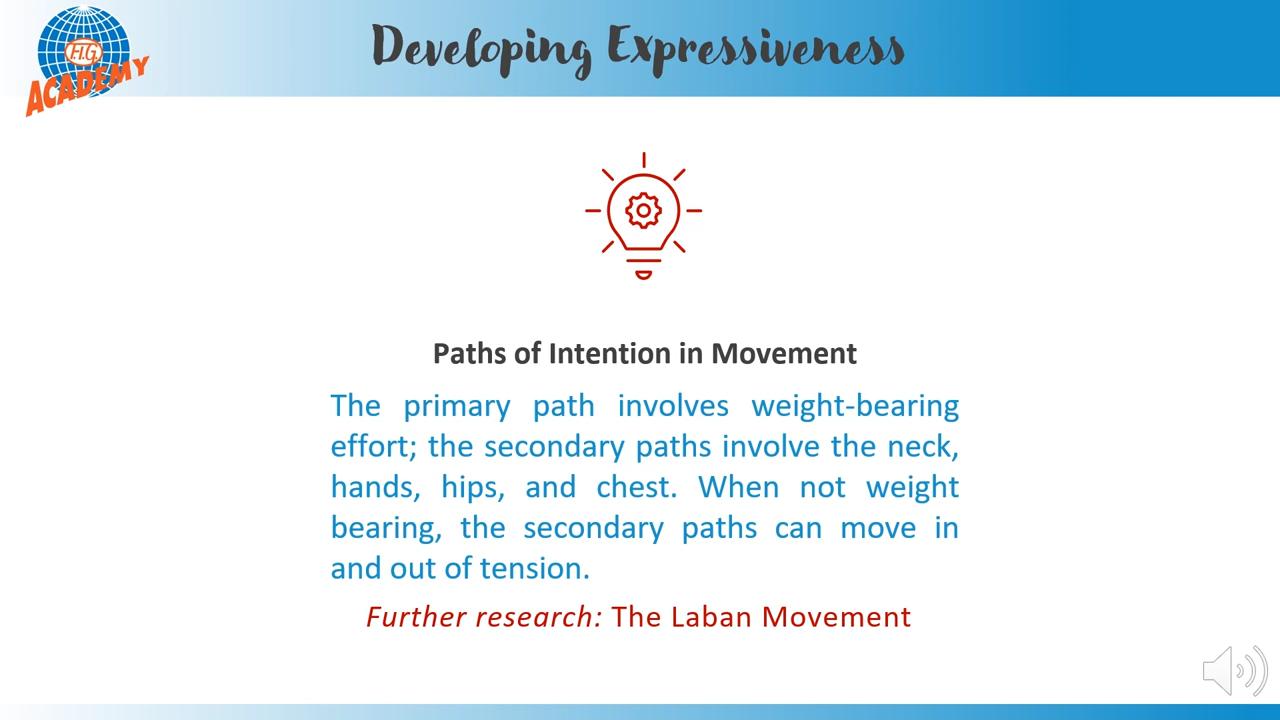 Developing Expressiveness
F.I.G.
ACADEMY
Paths of Intention in Movement
The primary path involves weight-bearing
effort; the secondary paths involve the neck,
hands, hips, and chest. When not weight
bearing, the secondary paths can move in
and out of tension.
Further research: The Laban Movement